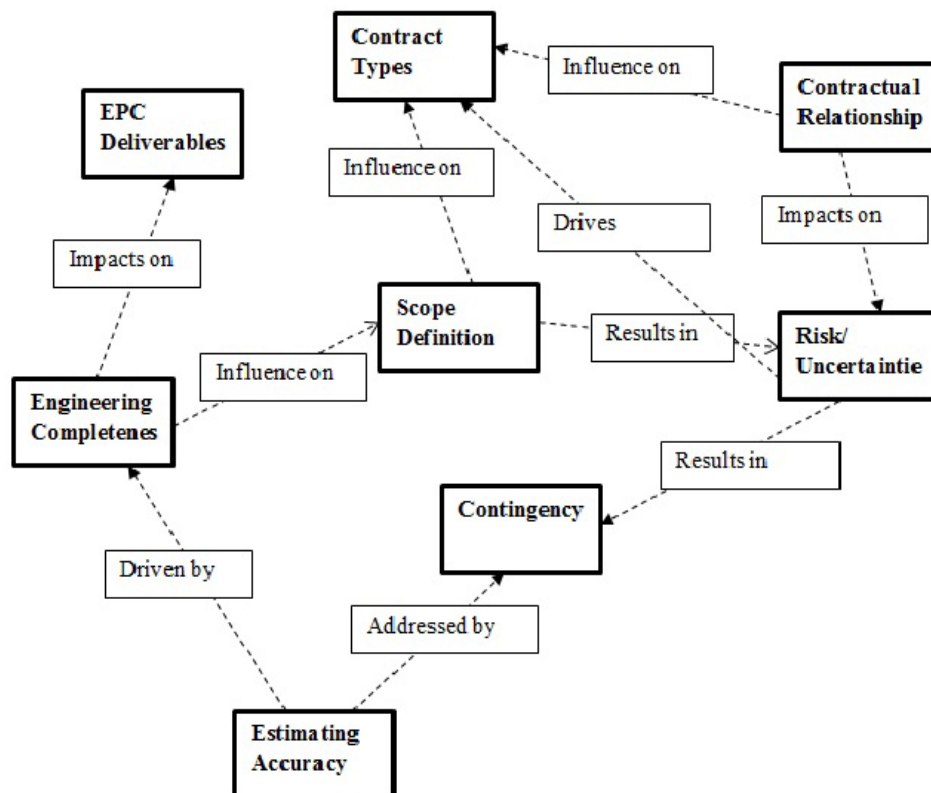 Contract
Types
Influence on
Contractual
Relationship
EPC
Deliverables
Influence on
Drives
Impacts on
Impacts on
Scope
Definition
Results in
Risk/
Uncertaintie
Influence on
Engineering
Completenes
Results in
Contingency
Driven by
Addressed by
Estimating
Accuracy